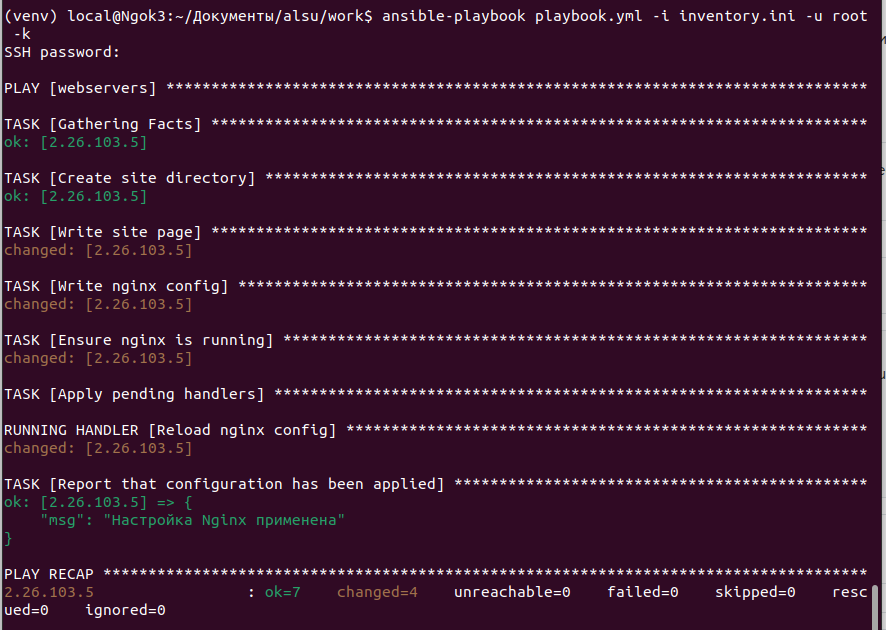 (venv) local@Ngok3:~/Документы/alsu/work$ ansible-playbook playbook.yml -i inventory.ini -u root
-k
SSH password:
PLAY [webservers] ******************************************************************************
TASK [Gathering Facts] *************************************************************************
ok: [2.26.103.5]
TASK [Create site directory] *******************************************************************
ok: [2.26.103.5]
TASK [Write site page] *************************************************************************
changed: [2.26.103.5]
TASK [Write nginx config] **********************************************************************
changed: [2.26.103.5]
TASK [Ensure nginx is running] *****************************************************************
changed: [2.26.103.5]
TASK [Apply pending handlers] ******************************************************************
RUNNING HANDLER [Reload nginx config] **********************************************************
changed: [2.26.103.5]
TASK [Report that configuration has been applied] **********************************************
ok: [2.26.103.5] => {
"msg": "Настройка Nginx применена"
}
PLAY RECAP *************************************************************************************
2.26.103.5                 : ok=7    changed=4    unreachable=0    failed=0    skipped=0    resc
ued=0    ignored=0